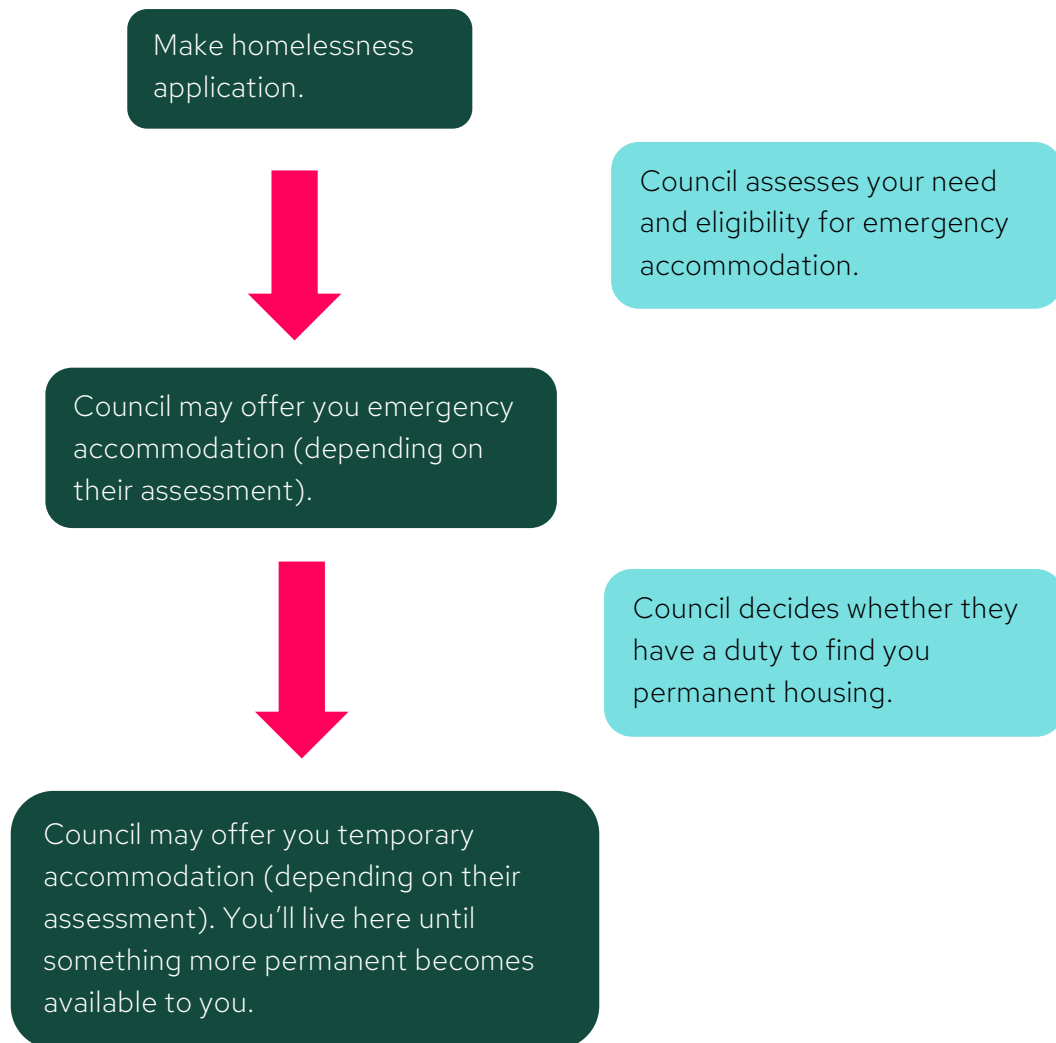 Make homelessness
application.
Council assesses your need
and eligibility for emergency
accommodation.
Council may offer you emergency
accommodation (depending on
their assessment).
Council decides whether they
have a duty to find you
permanent housing.
Council may offer you temporary
accommodation (depending on their
assessment). You’ll live here until
something more permanent becomes
available to you.